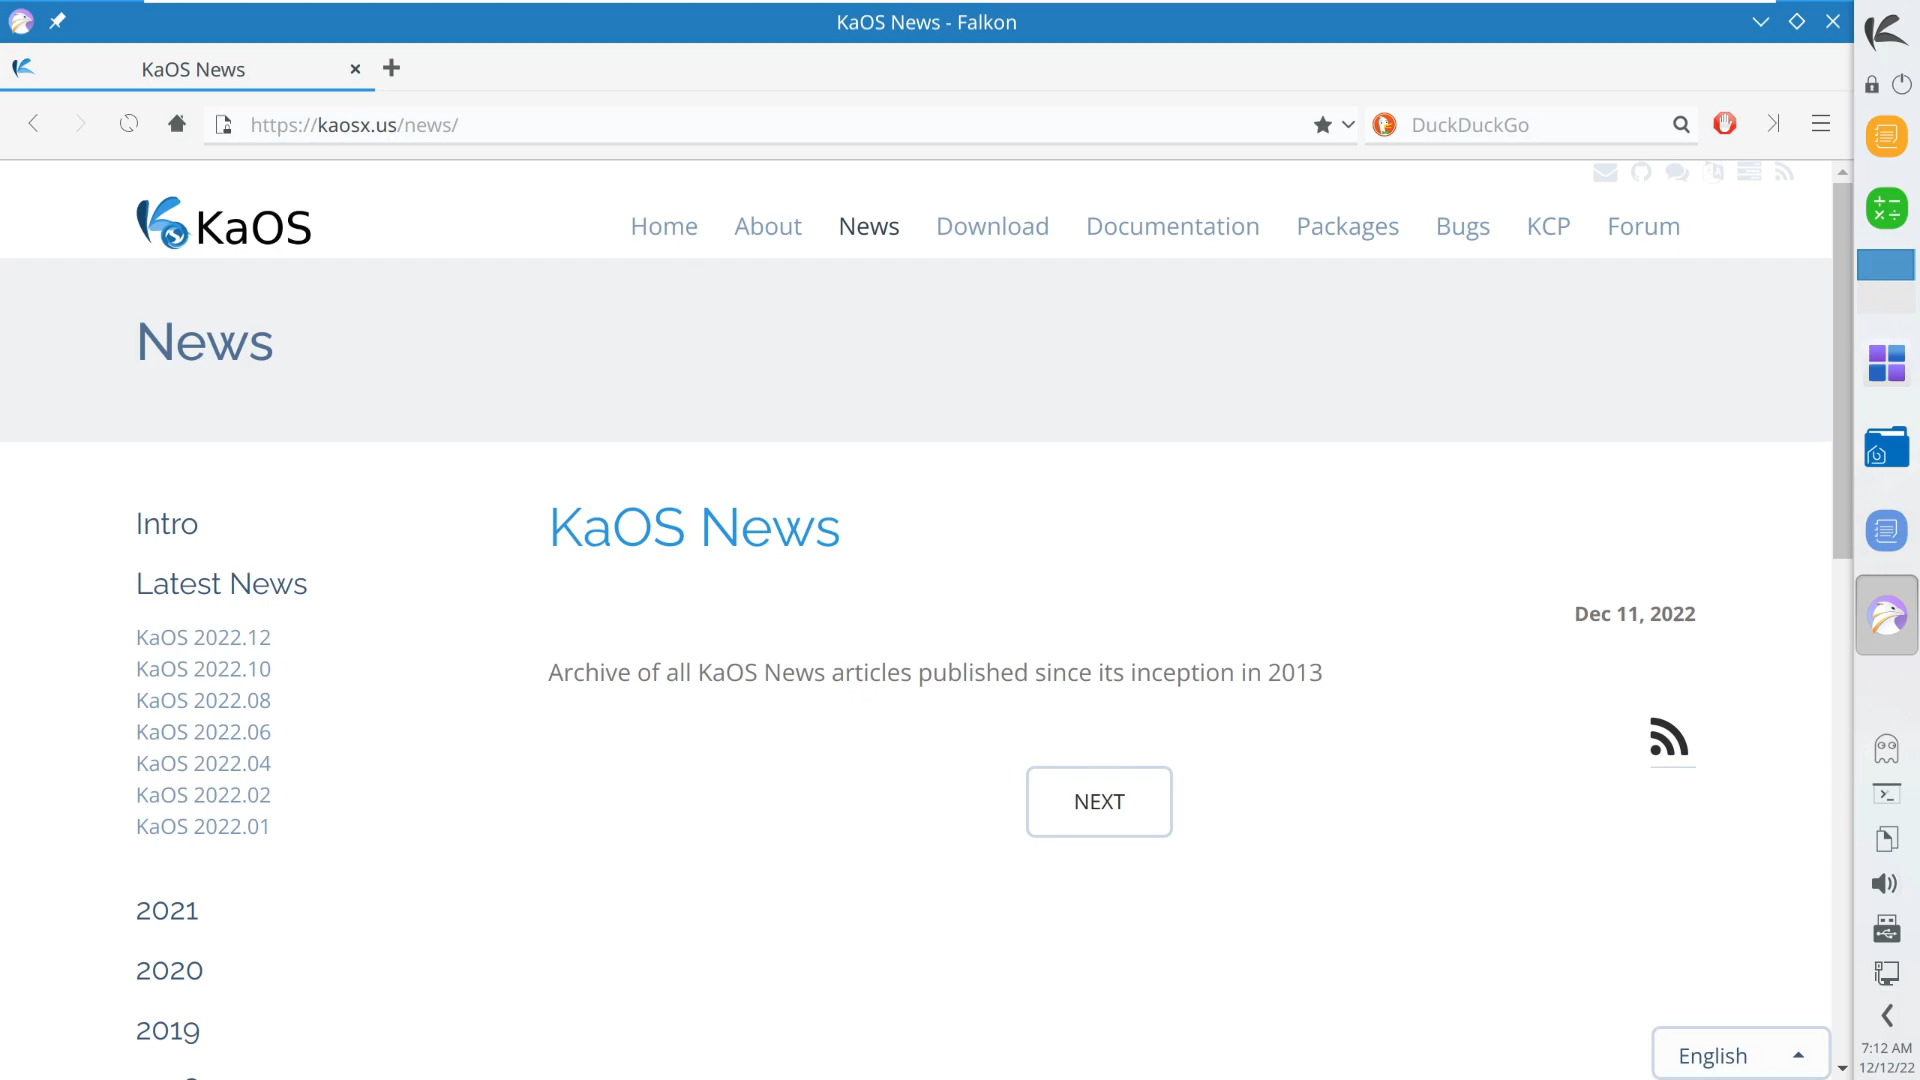 KaOS News - Falkon
KaOS News
https://kaosx.us/news/
DuckDuckGo
KaOS
Home
About
News
Download
Documentation
Packages
Bugs
KCP
Forum
News
Intro
Latest News
KaOS 2022.12
KaOS 2022.10
KaOS 2022.08
KaOS 2022.06
KaOS 2022.04
KaOS 2022.02
KaOS 2022.01
2021
2020
2019
KaOS News
Dec 11, 2022
Archive of all KaOS News articles published since its inception in 2013
NEXT
English
7:12 AM
12/12/22